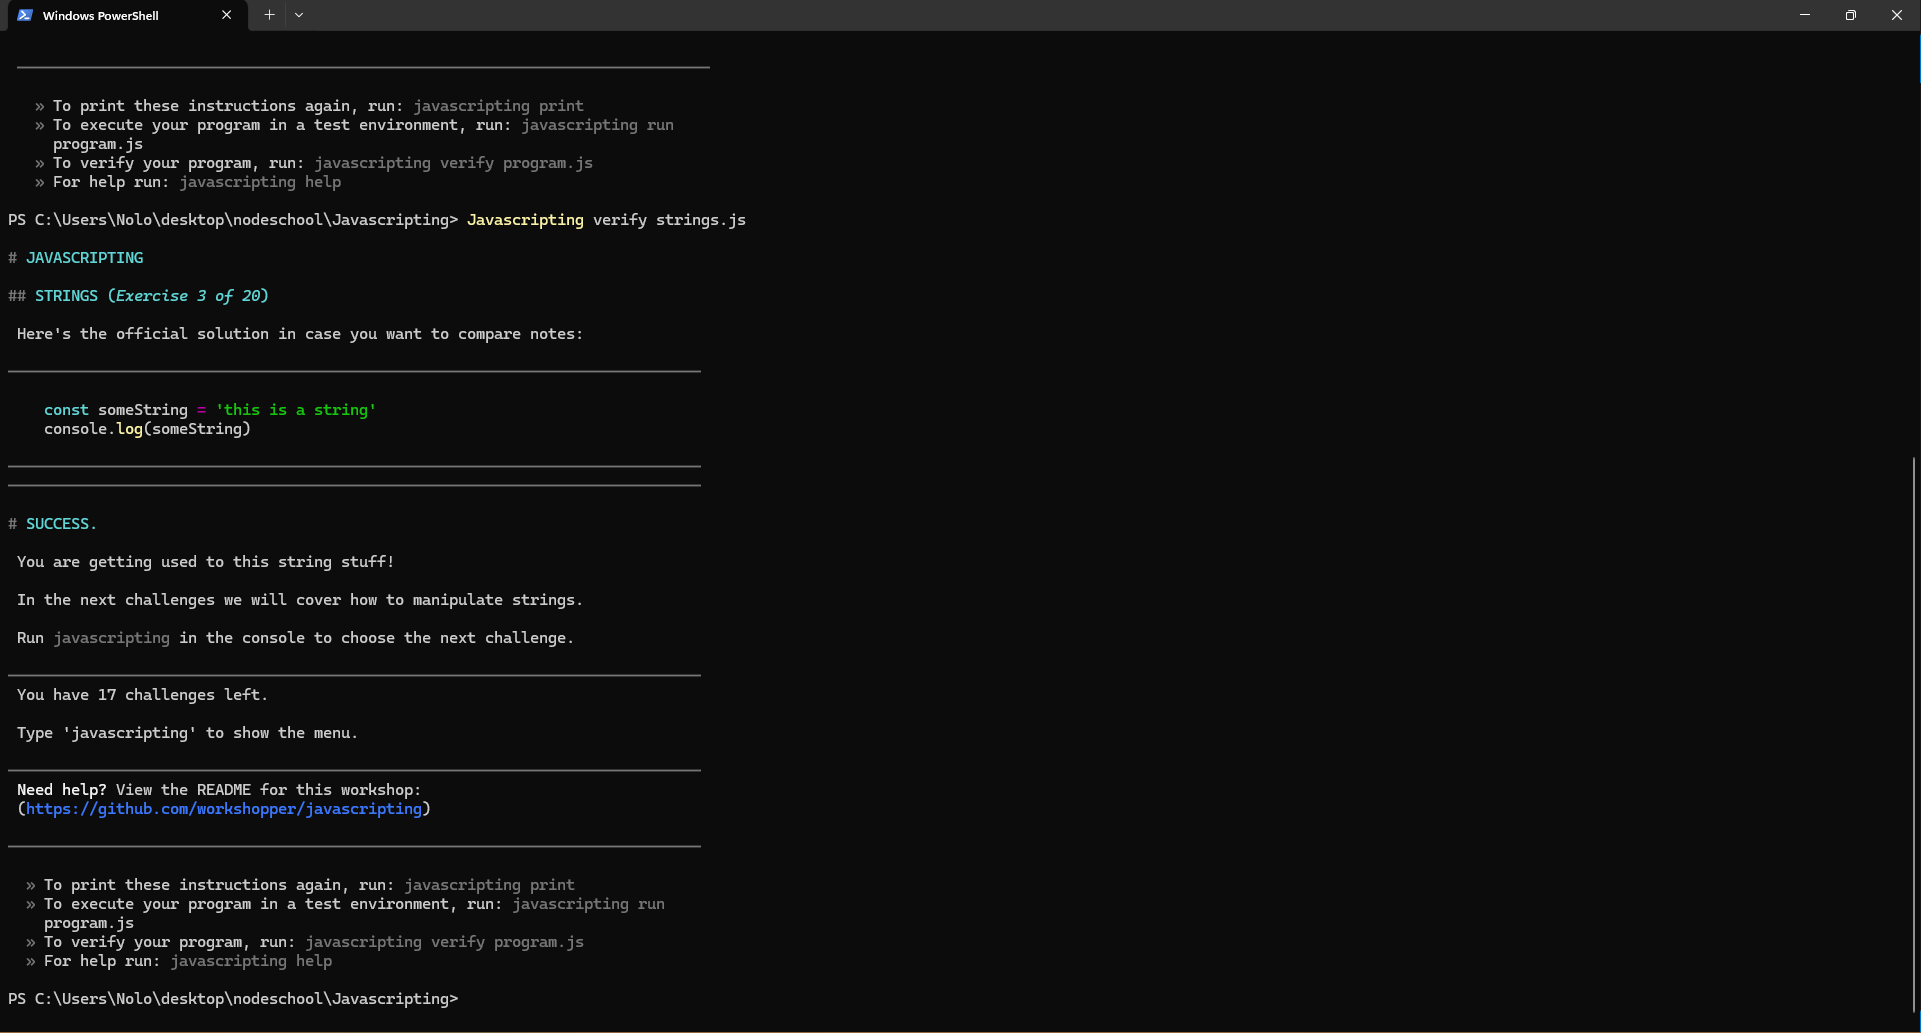 Windows PowerShell
» To print these instructions again, run: javascripting print
» To execute your program in a test environment, run: javascripting run
program.js
» To verify your program, run: javascripting verify program.js
» For help run: javascripting help
PS C:\Users\Nolo\desktop\nodeschool\Javascripting> Javascripting verify strings.js
# JAVASCRIPTING
## STRINGS (Exercise 3 of 20)
Here's the official solution in case you want to compare notes:
const someString = 'this is a string'
console.log(someString)
# SUCCESS.
You are getting used to this string stuff!
In the next challenges we will cover how to manipulate strings.
Run javascripting in the console to choose the next challenge.
You have 17 challenges left.
Type 'javascripting' to show the menu.
Need help? View the README for this workshop:
(https://github.com/workshopper/javascripting)
» To print these instructions again, run: javascripting print
» To execute your program in a test environment, run: javascripting run
program.js
» To verify your program, run: javascripting verify program.js
» For help run: javascripting help
PS C:\Users\Nolo\desktop\nodeschool\Javascripting>